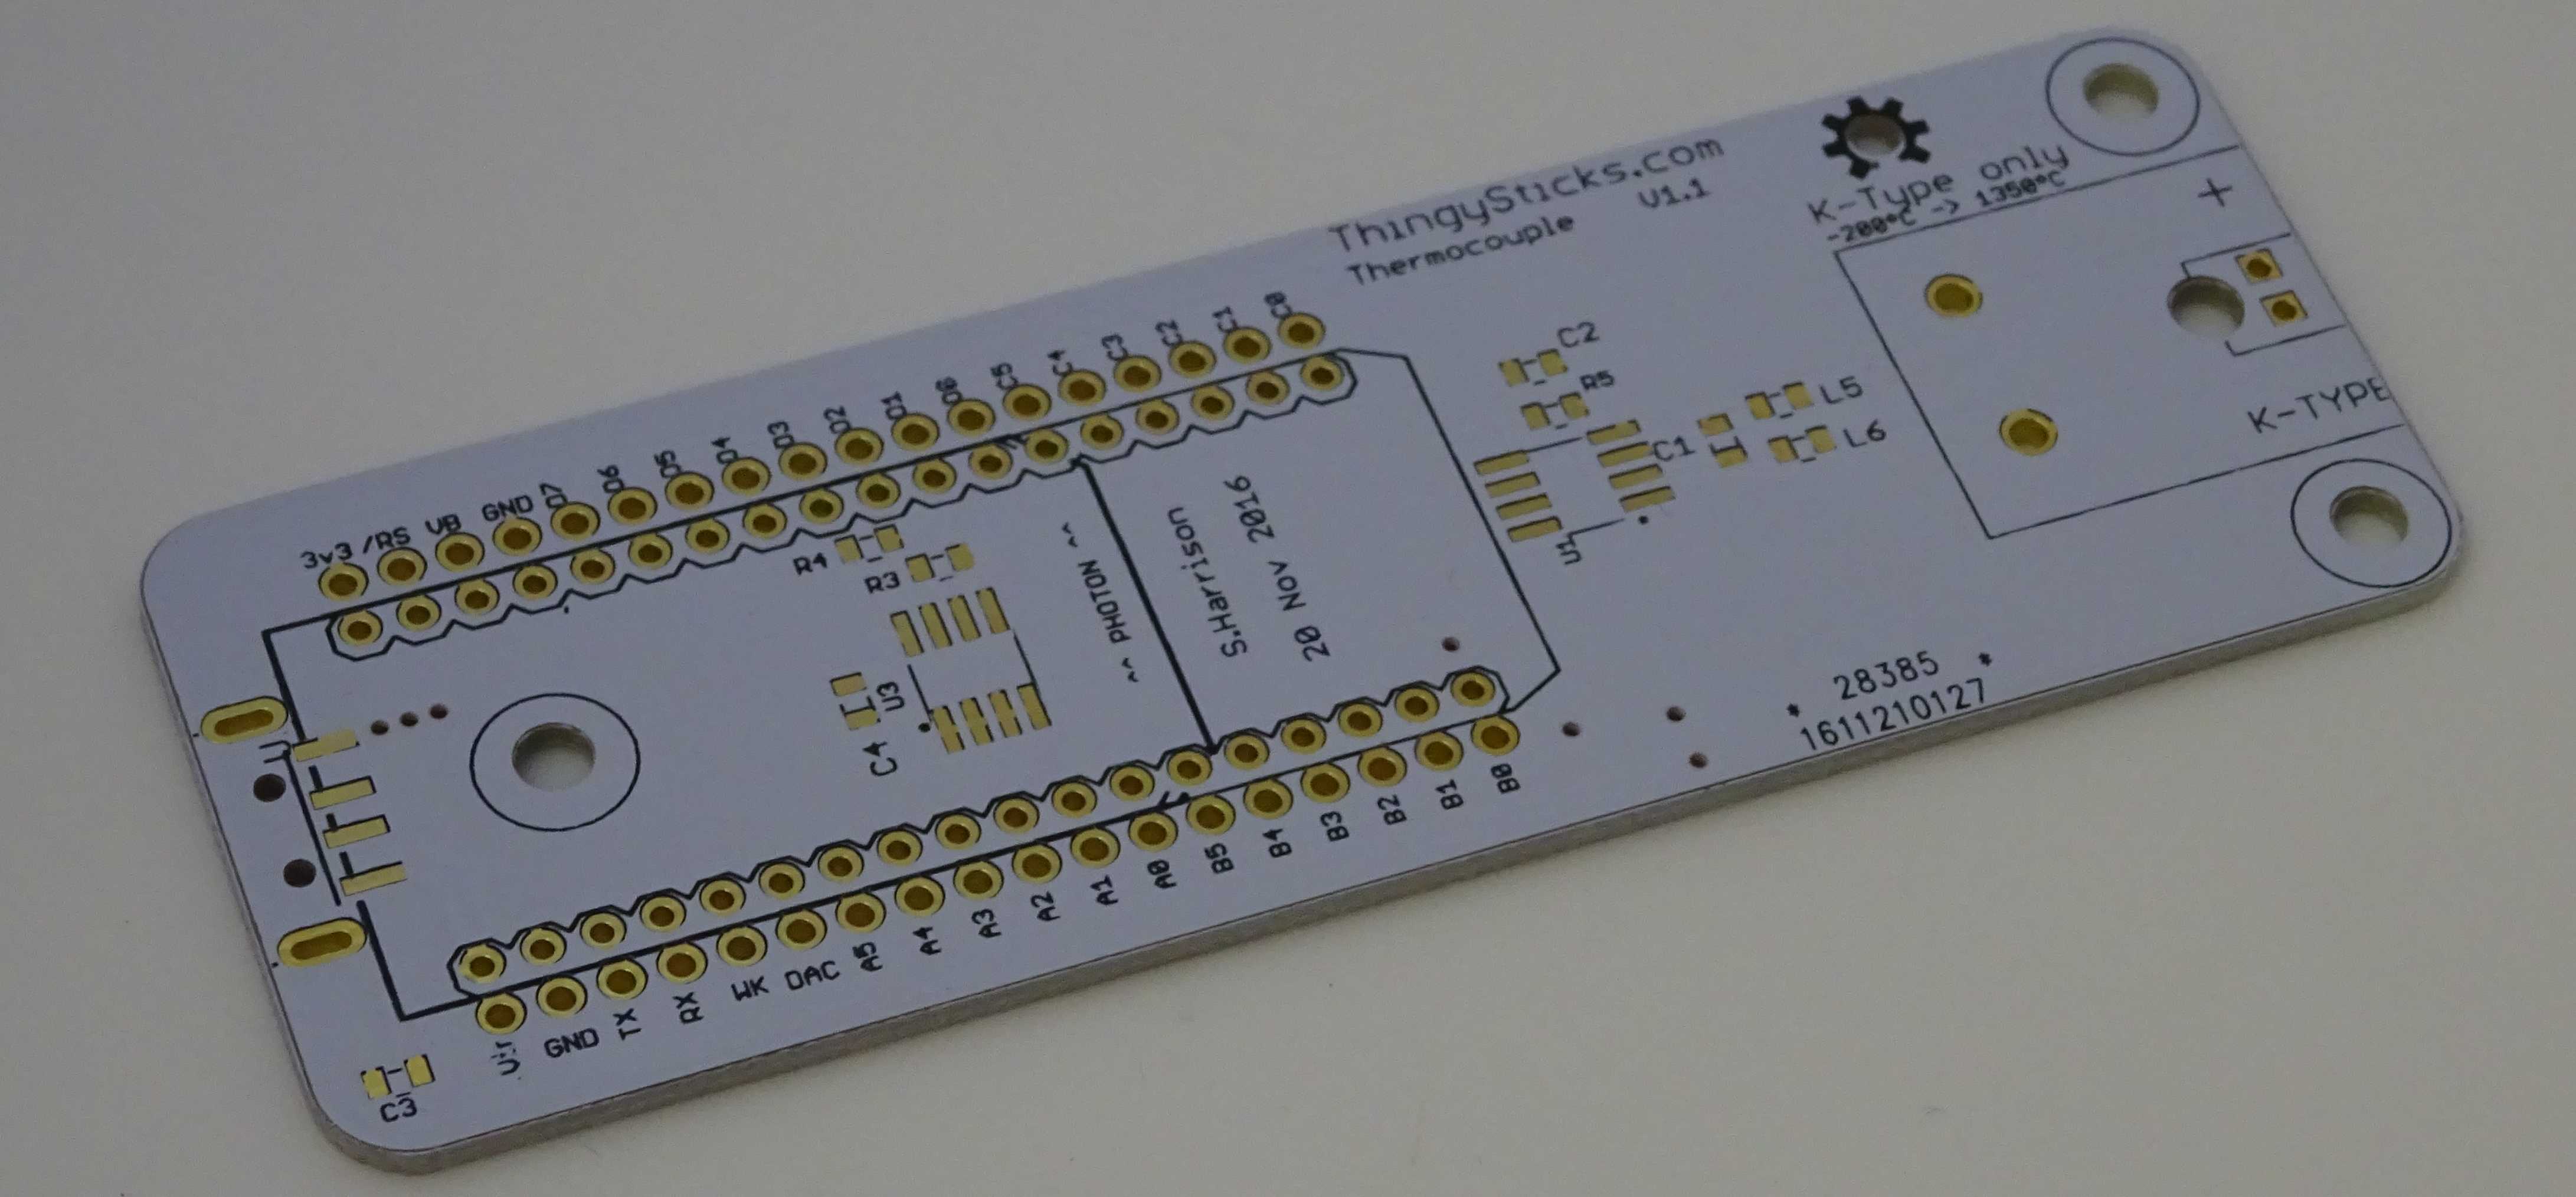 ThingySticks.com
Thermocouple
V1.1
K-Type only
-200°C -> 1350°C
+
K-TYPE
3v3
/RS
VB
GND
D7
D6
D5
D4
D3
D2
D1
D0
C5
C4
C3
C2
C1
C0
C2
R5
C1
L5
L6
U1
R4
R3
U3
C4
^^ PHOTON ^^
S.Harrison
20 Nov 2016
* 28385 *
1611210127
Vin
GND
TX
RX
WK
DAC
A5
A4
A3
A2
A1
A0
B5
B4
B3
B2
B1
B0
C3